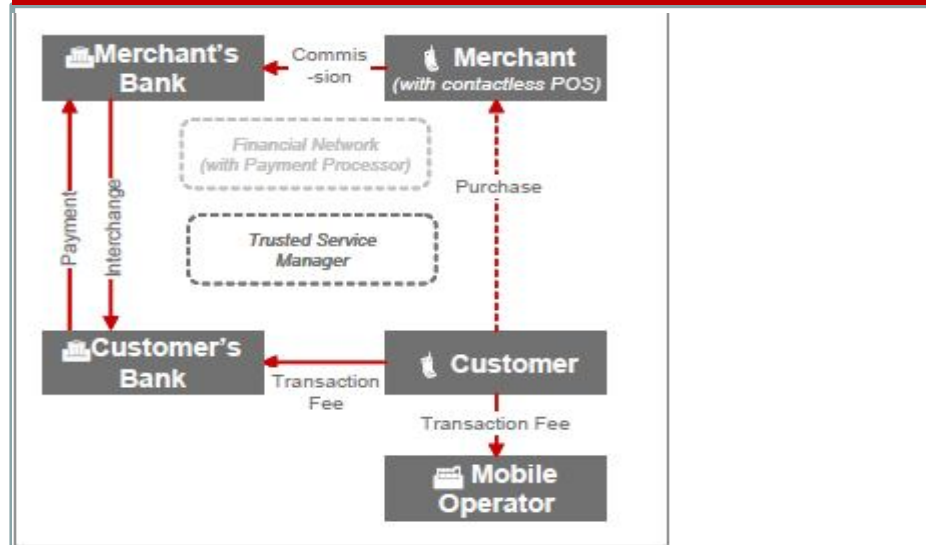 Merchant's
Bank
Commis
-sion
Merchant
(with contactless POS)
Financial Network
(with Payment Processor)
Purchase
Payment
Interchange
Trusted Service
Manager
Customer's
Bank
Transaction
Fee
Customer
Transaction Fee
Mobile
Operator